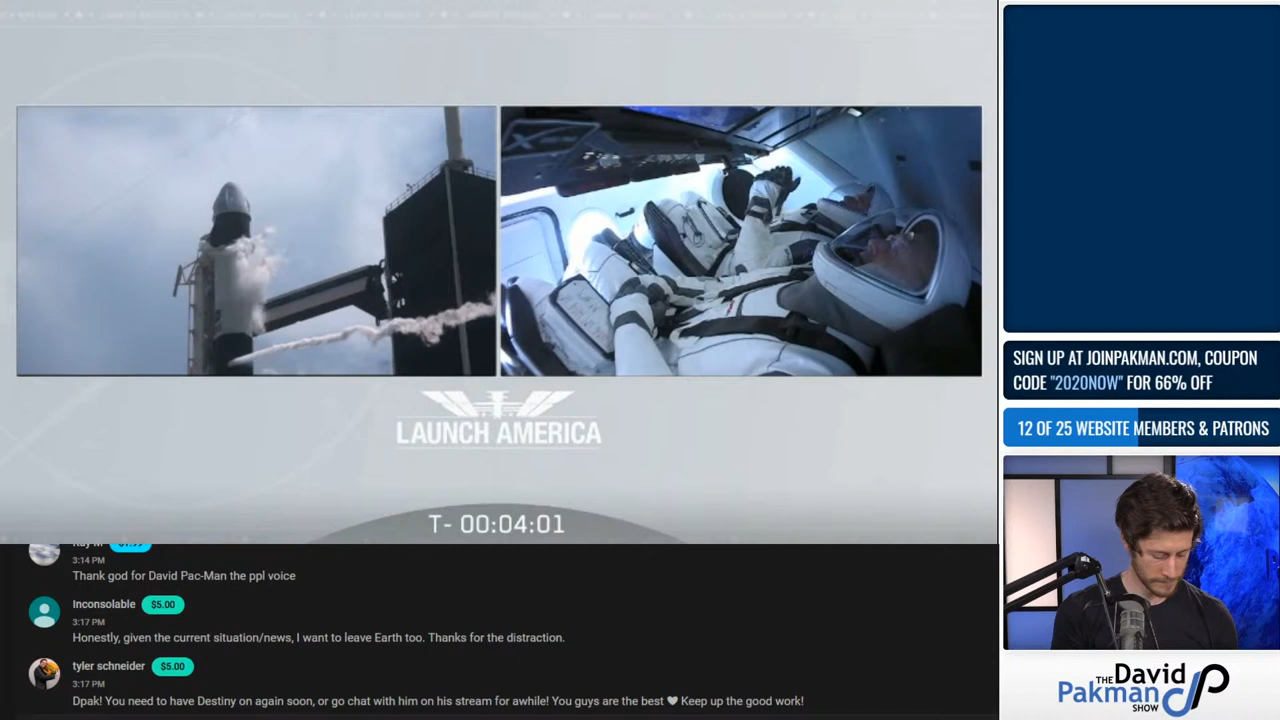 LAUNCH AMERICA
T- 00:04:01
3:14 PM
Thank god for David Pac-Man the ppl voice
Inconsolable $5.00
3:17 PM
Honestly, given the current situation/news, I want to leave Earth too. Thanks for the distraction.
tyler schneider $5.00
3:17 PM
Dpak! You need to have Destiny on again soon, or go chat with him on his stream for awhile! You guys are the best ♥ Keep up the good work!
SIGN UP AT JOINPAKMAN.COM, COUPON
CODE "2020NOW" FOR 66% OFF
12 OF 25 WEBSITE MEMBERS & PATRONS
THE David
Pakman
SHOW